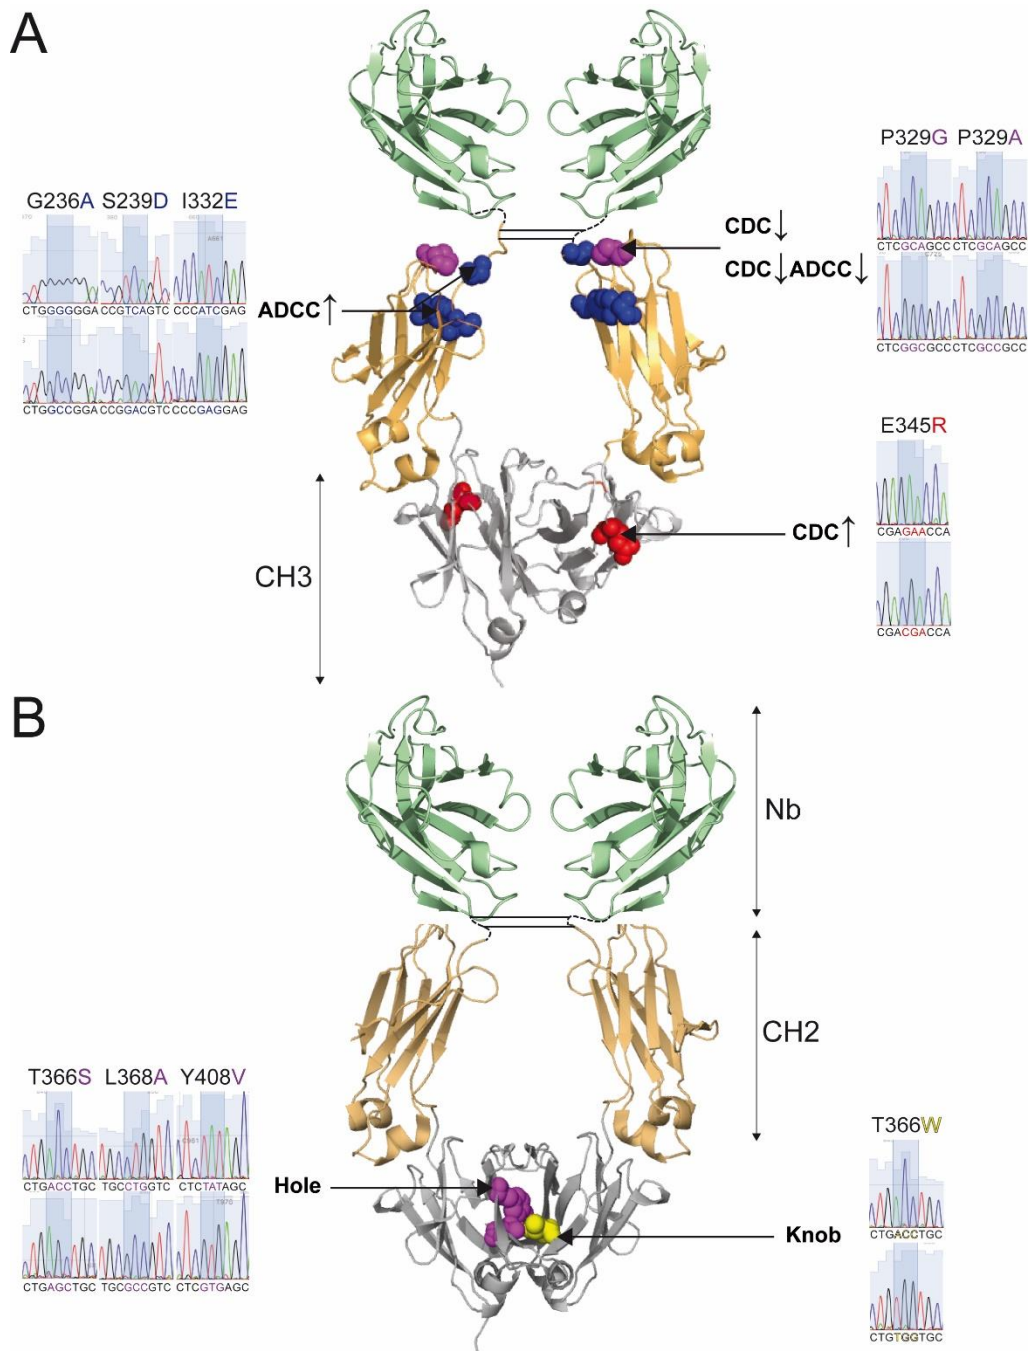 A
P329G P329A
G236A S239D I332E
CDC↓
CDC↓ADCC↓
CTCGCAGCC CTCGCAGCC
ADCC↑
CTGGGGGGA CCGTCAGTC CCCATCGAG
CTCGGCGCC CTCGCCGCC
CTGGCCGGA CCGGACGTC CCCGAGGAG
E345R
CGAGAACCA
CDC↑
CH3
CGACGACCA
B
Nb
CH2
T366S L368A Y408V
T366W
CTGACCTGC TGCCTGGTC CTCTATAGC
Hole
CTGACCTGC
Knob
CTGAGCTGC TGCGCCGTC CTCGTGAGC
CTGTGGTGC